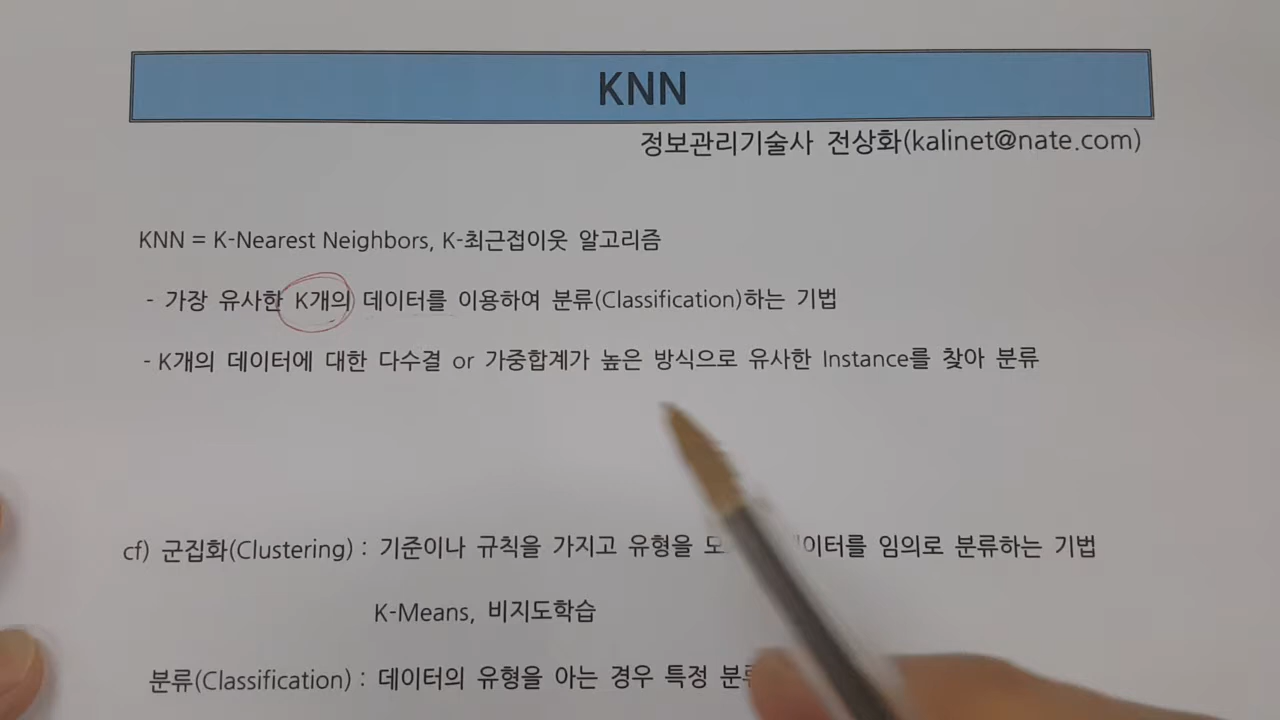 KNN
정보관리기술사 전상화(kalinet@nate.com)
KNN = K-Nearest Neighbors, K-최근접이웃 알고리즘
- 가장 유사한 K개의 데이터를 이용하여 분류(Classification)하는 기법
- K개의 데이터에 대한 다수결 or 가중합계가 높은 방식으로 유사한 Instance를 찾아 분류
cf) 군집화(Clustering) : 기준이나 규칙을 가지고 유형을 임의로 분류하는 기법
K-Means, 비지도학습
분류(Classification) : 데이터의 유형을 아는 경우 특정